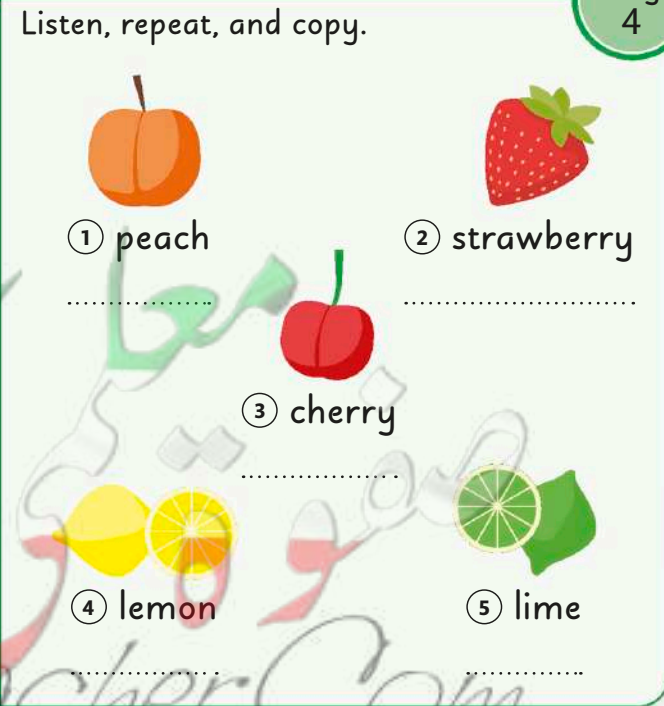 Listen, repeat, and copy.
4
1 peach
2 strawberry
3 cherry
4 lemon
5 lime